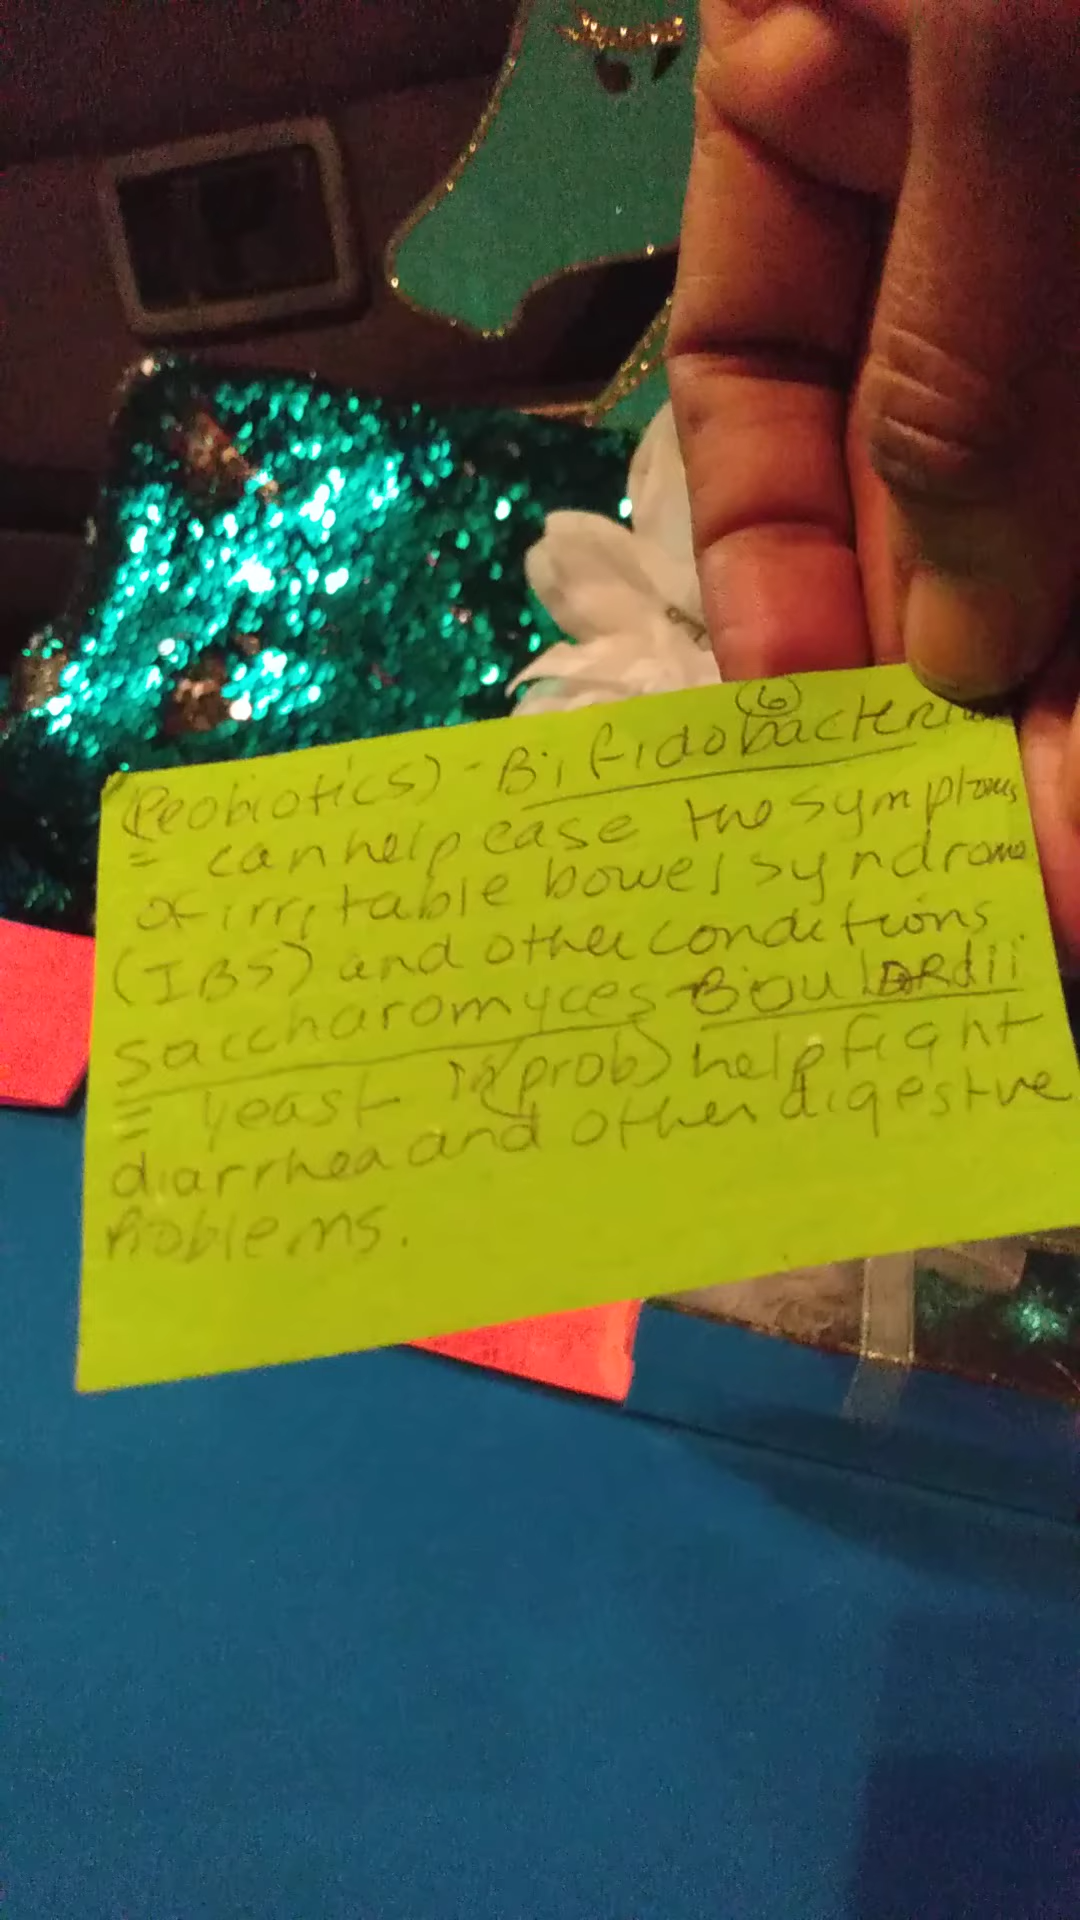 6
(Probiotics) - Bifidobacterium
= can help ease the symptoms
of irritable bowel syndrome
(IBS) and other conditions
saccharomyces Boulardii
= yeast in (prob) help fight
diarrhea and other digestive
Problems.